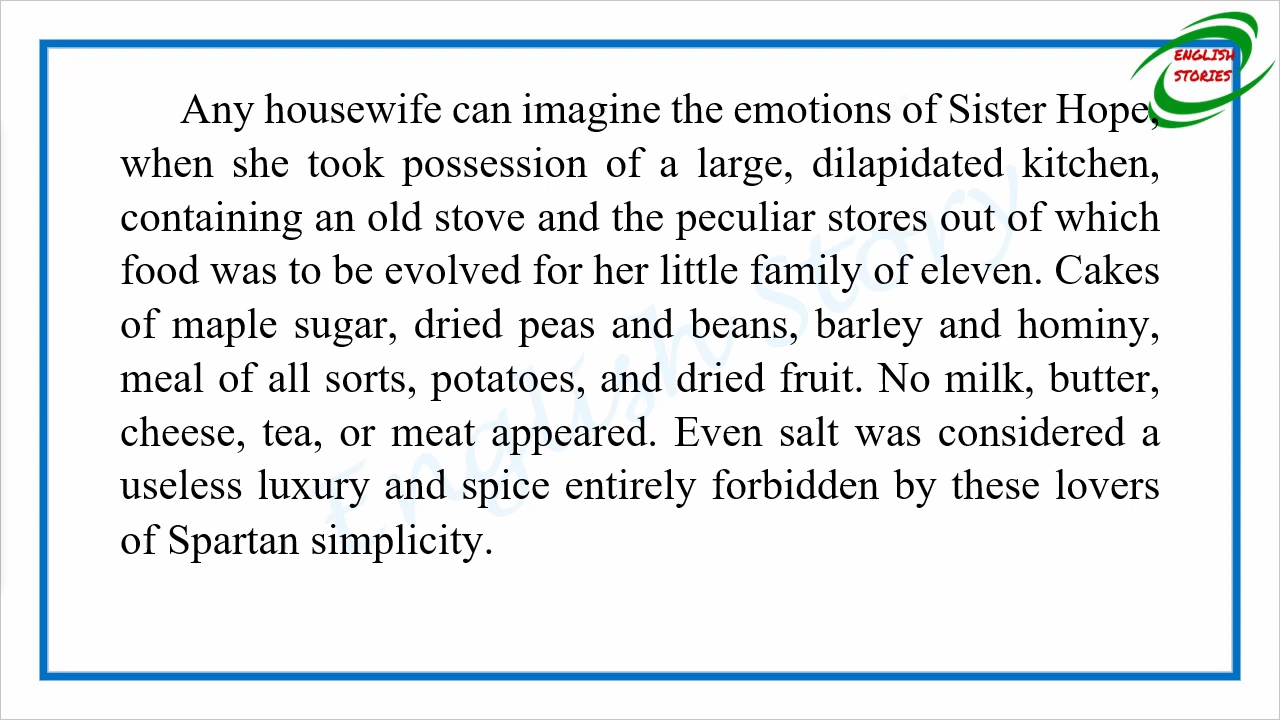 ENGLISH
STORIES
Any housewife can imagine the emotions of Sister Hope,
when she took possession of a large, dilapidated kitchen,
containing an old stove and the peculiar stores out of which
food was to be evolved for her little family of eleven. Cakes
of maple sugar, dried peas and beans, barley and hominy,
meal of all sorts, potatoes, and dried fruit. No milk, butter,
cheese, tea, or meat appeared. Even salt was considered a
useless luxury and spice entirely forbidden by these lovers
of Spartan simplicity.
English Story